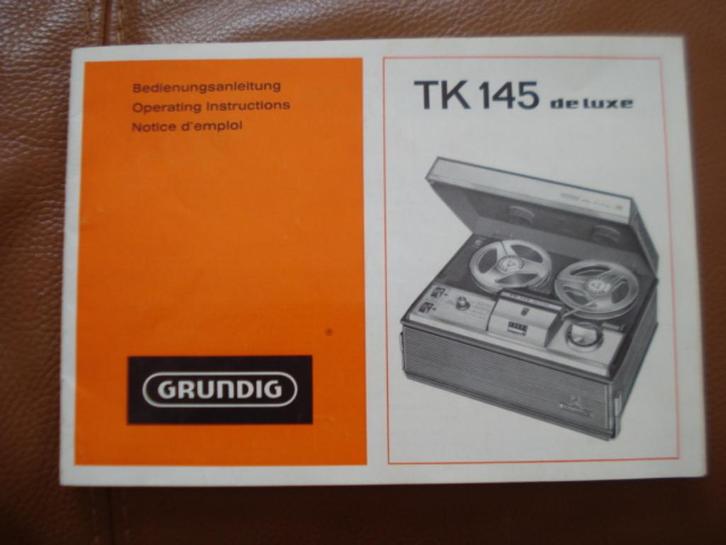 Bedienungsanleitung
Operating Instructions
Notice d'emploi
®
GRUNDIG
TK 145 de luxe